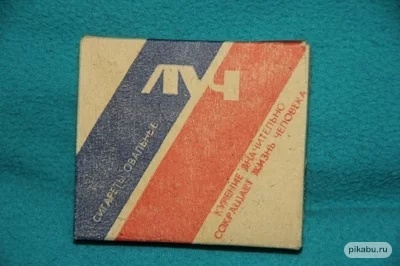 ЛУЧ
СИГАРЕТЫ ОВАЛЬНЫЕ
КУРЕНИЕ ЗНАЧИТЕЛЬНО
СОКРАЩАЕТ ЖИЗНЬ ЧЕЛОВЕКА
pikabu.ru